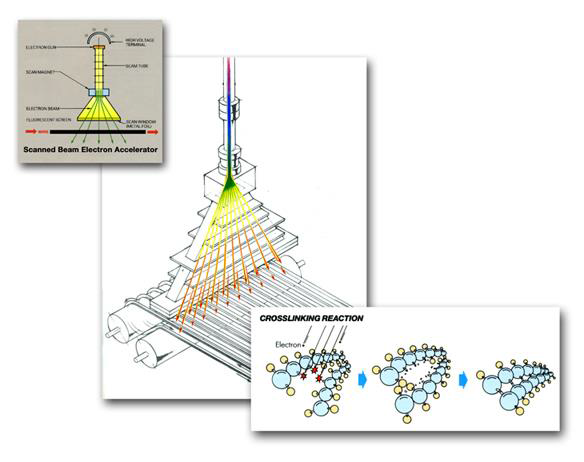 HIGH VOLTAGE
TERMINAL
ELECTRON GUN
BEAM TUBE
SCAN MAGNET
ELECTRON BEAM
FLUORESCENT SCREEN
SCAN WINDOW
(METAL FOIL)
Scanned Beam Electron Accelerator
CROSSLINKING REACTION
Electron